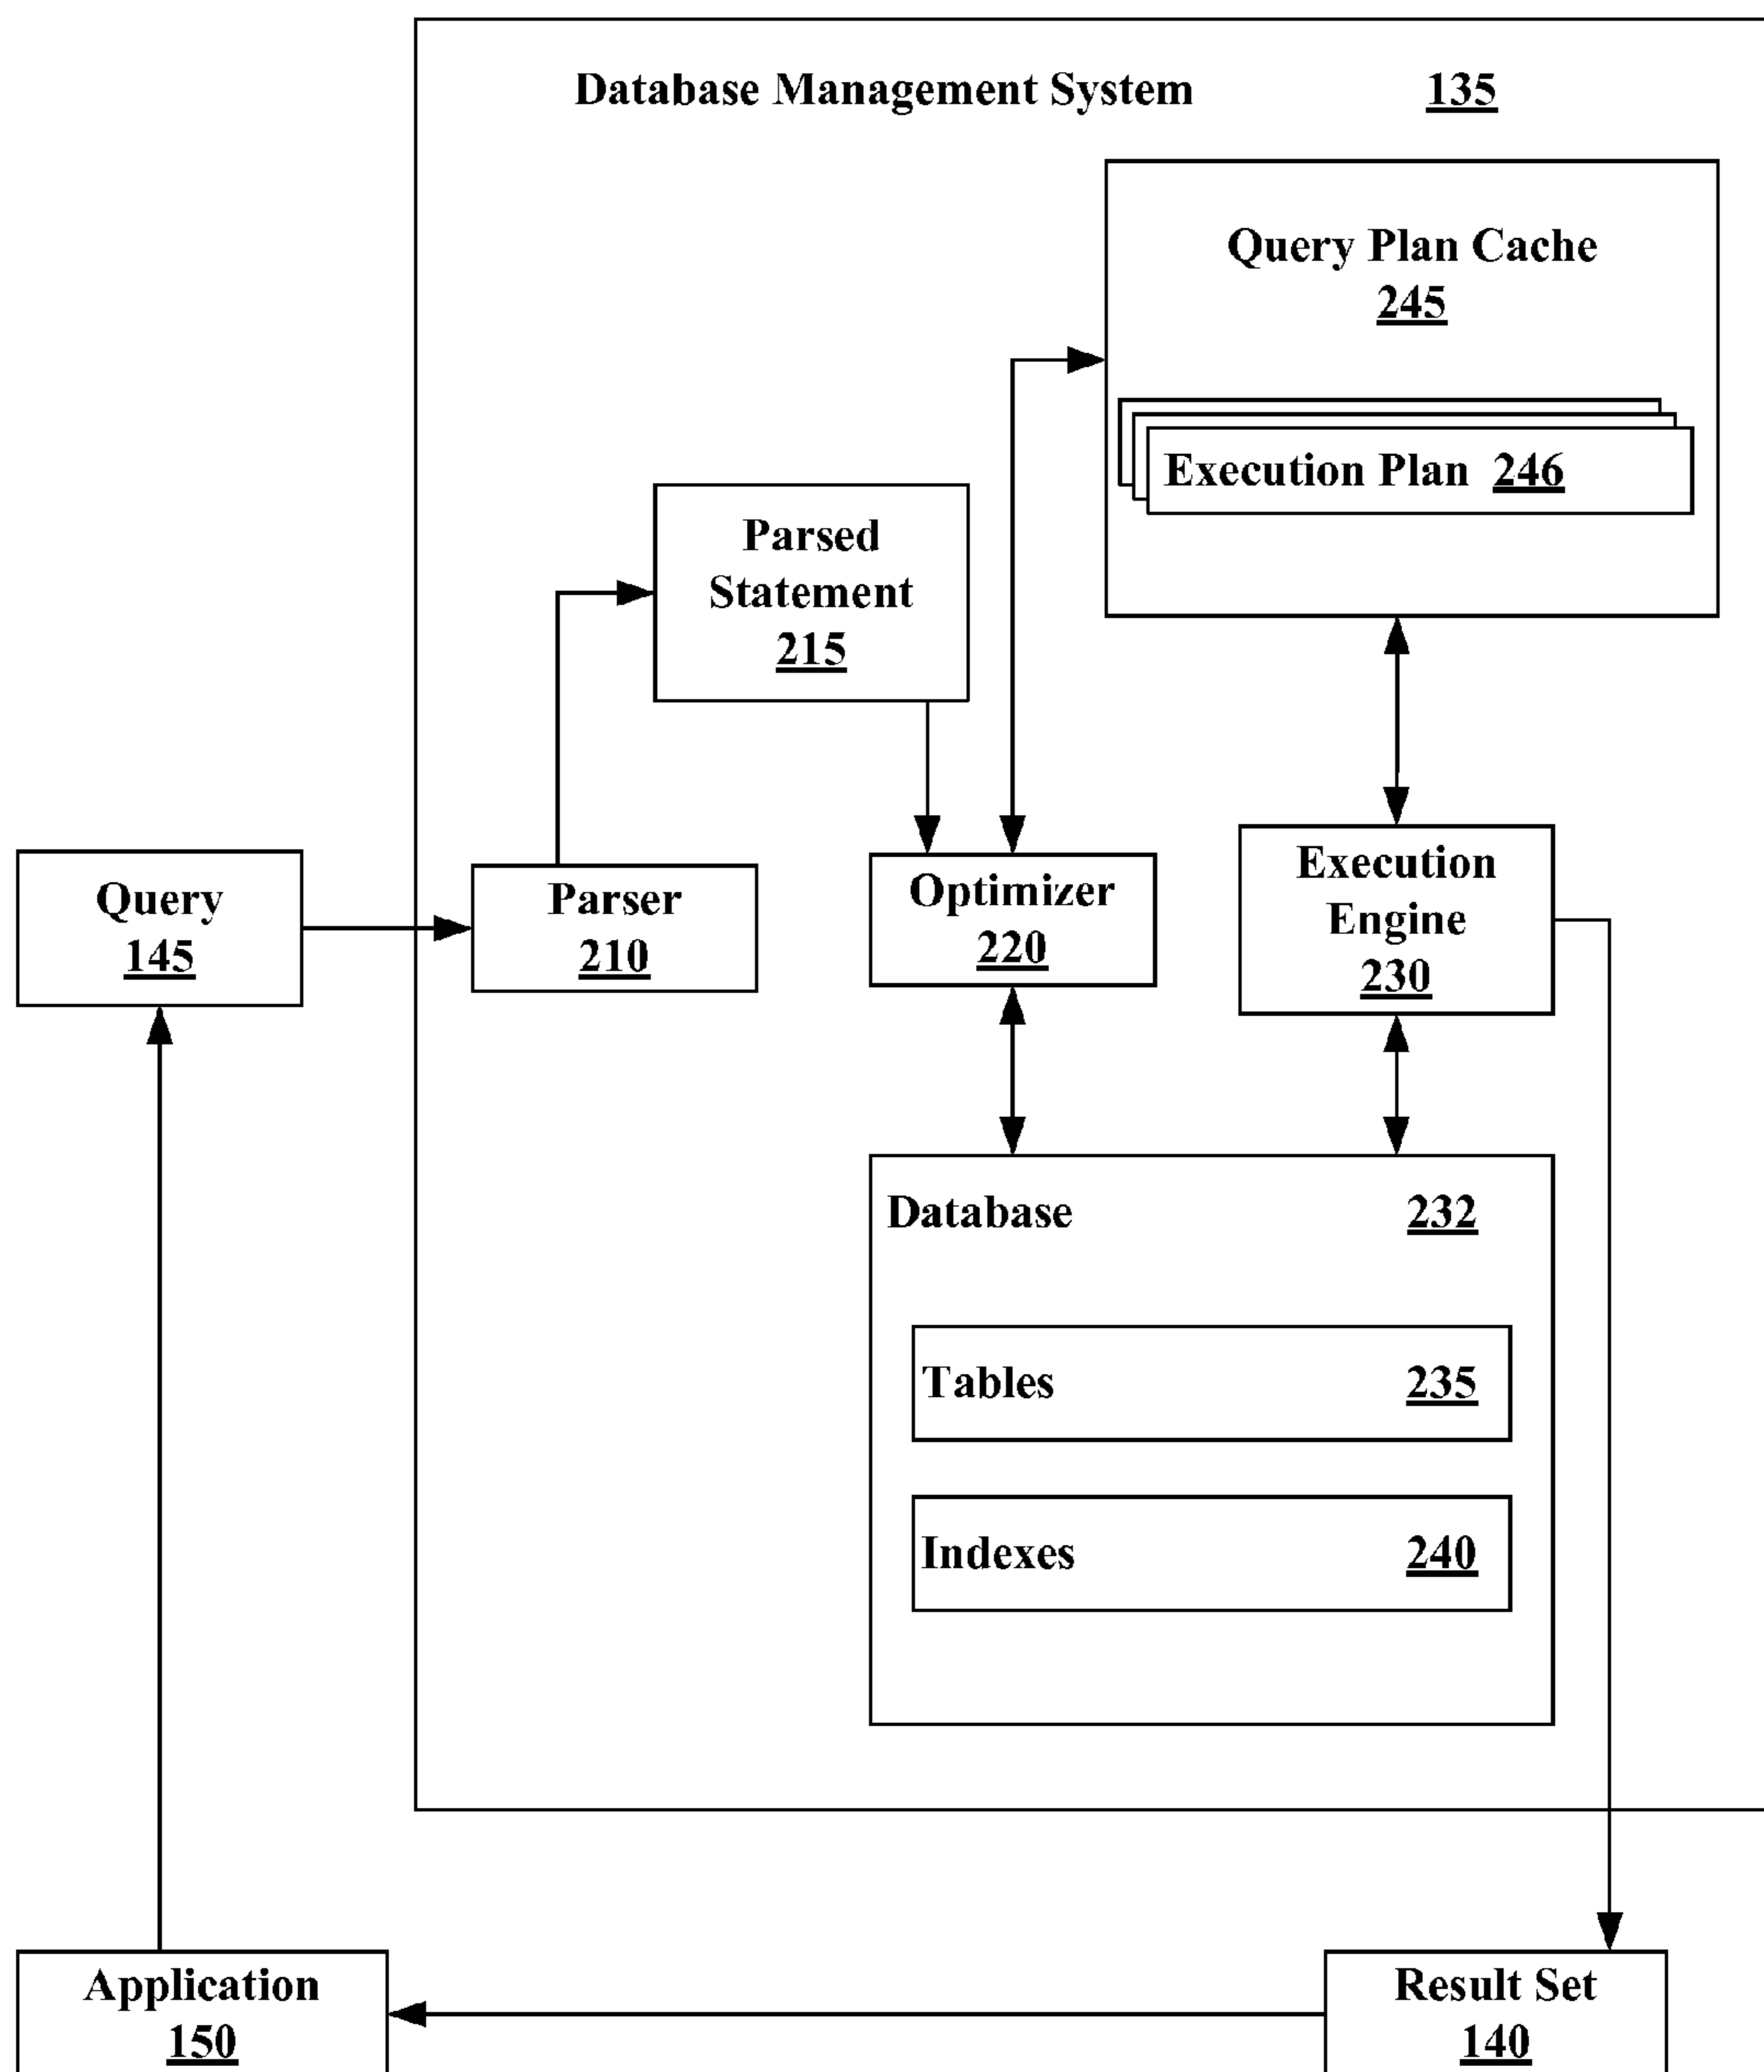 Database Management System 135
Query Plan Cache
245
Execution Plan 246
Parsed
Statement
215
Query
145
Parser
210
Optimizer
220
Execution
Engine
230
Database 232
Tables 235
Indexes 240
Application
150
Result Set
140